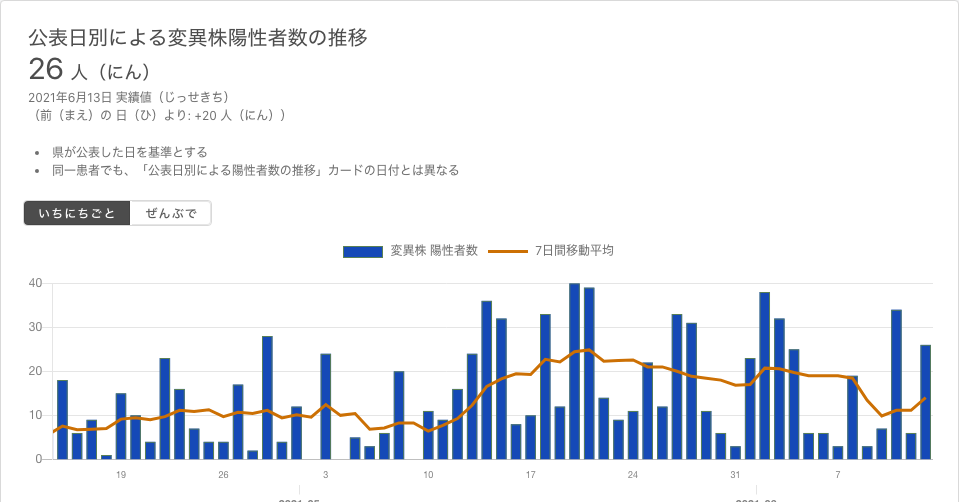 公表日別による変異株陽性者数の推移
26 人（にん）
2021年6月13日 実績値（じっせきち）
（前（まえ）の 日（ひ）より: +20 人（にん））
• 県が公表した日を基準とする
• 同一患者でも、「公表日別による陽性者数の推移」カードの日付とは異なる
いちにちごと ぜんぶで
変異株 陽性者数 7日間移動平均
40
30
20
10
0
19 26 3 10 17 24 31 7